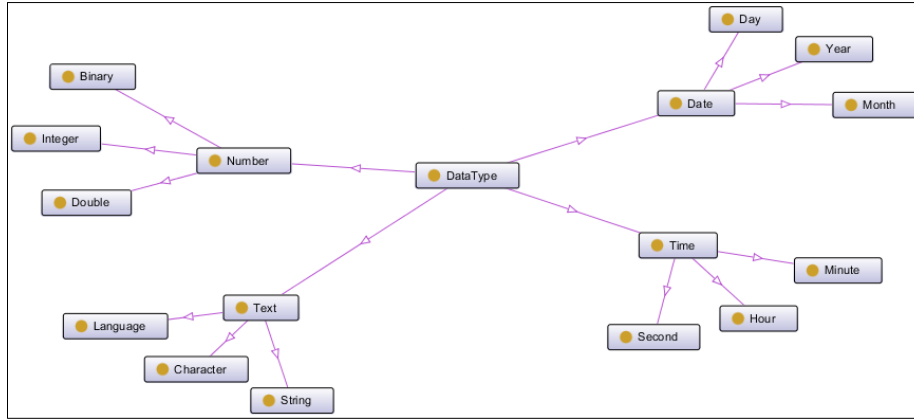 Day
Year
Binary
Date
Month
Integer
Number
DataType
Double
Time
Minute
Text
Language
Hour
Second
Character
String